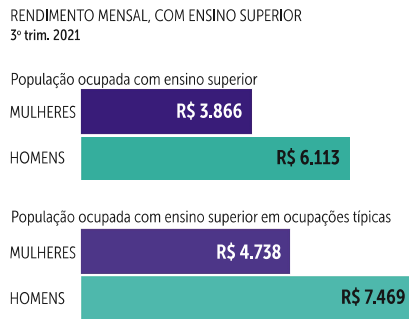 RENDIMENTO MENSAL, COM ENSINO SUPERIOR
3º trim. 2021
População ocupada com ensino superior
MULHERES R$ 3.866
HOMENS R$ 6.113
População ocupada com ensino superior em ocupações típicas
MULHERES R$ 4.738
HOMENS R$ 7.469